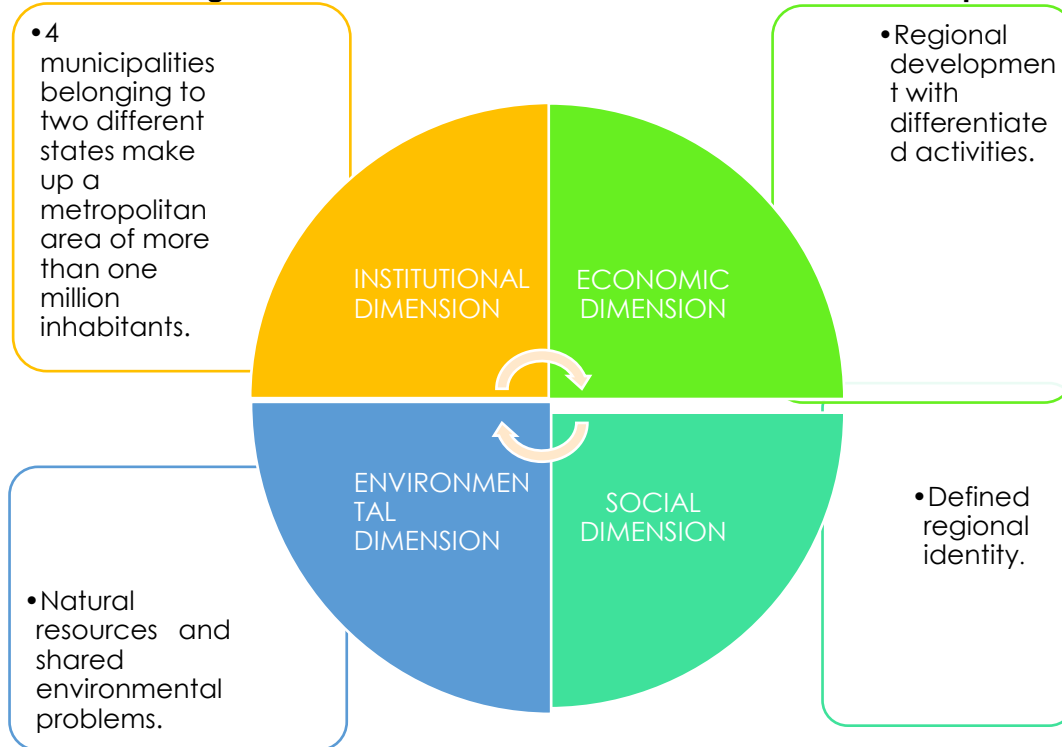 •4
municipalities
belonging to
two different
states make
up a
metropolitan
area of more
than one
million
inhabitants.
•Regional
developmen
t with
differentiate
d activities.
INSTITUTIONAL
DIMENSION
ECONOMIC
DIMENSION
ENVIRONMEN
TAL
DIMENSION
SOCIAL
DIMENSION
•Natural
resources and
shared
environmental
problems.
•Defined
regional
identity.